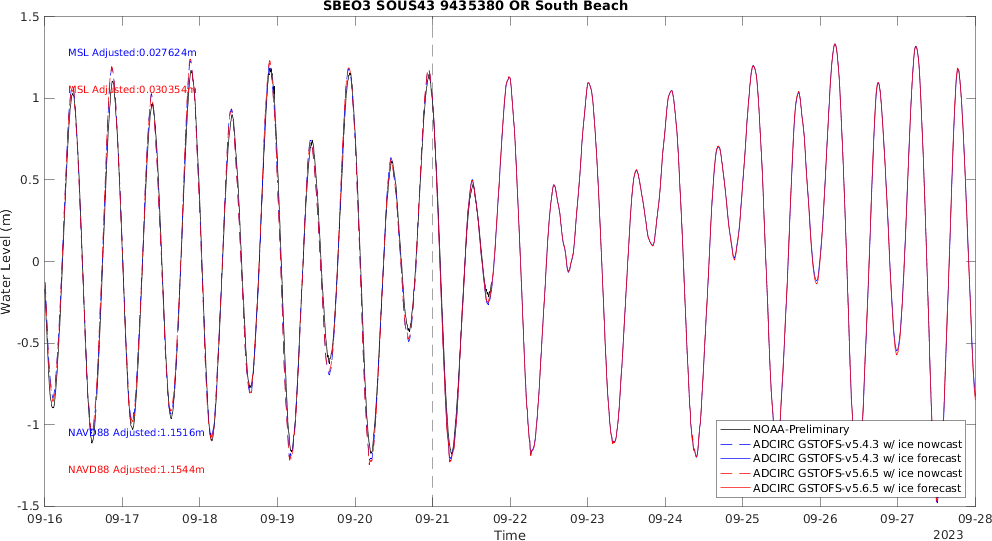 SBEO3 SOUS43 9435380 OR South Beach
1.5
MSL Adjusted:0.027624m
1
MSL Adjusted:0.030354m
0.5
0
Water Level (m)
-0.5
-1
NAVD88 Adjusted:1.1516m
NAVD88 Adjusted:1.1544m
-1.5
NOAA-Preliminary
ADCIRC GSTOFS-v5.4.3 w/ ice nowcast
ADCIRC GSTOFS-v5.4.3 w/ ice forecast
ADCIRC GSTOFS-v5.6.5 w/ ice nowcast
ADCIRC GSTOFS-v5.6.5 w/ ice forecast
09-16 09-17 09-18 09-19 09-20 09-21 09-22 09-23 09-24 09-25 09-26 09-27 09-28
Time
2023